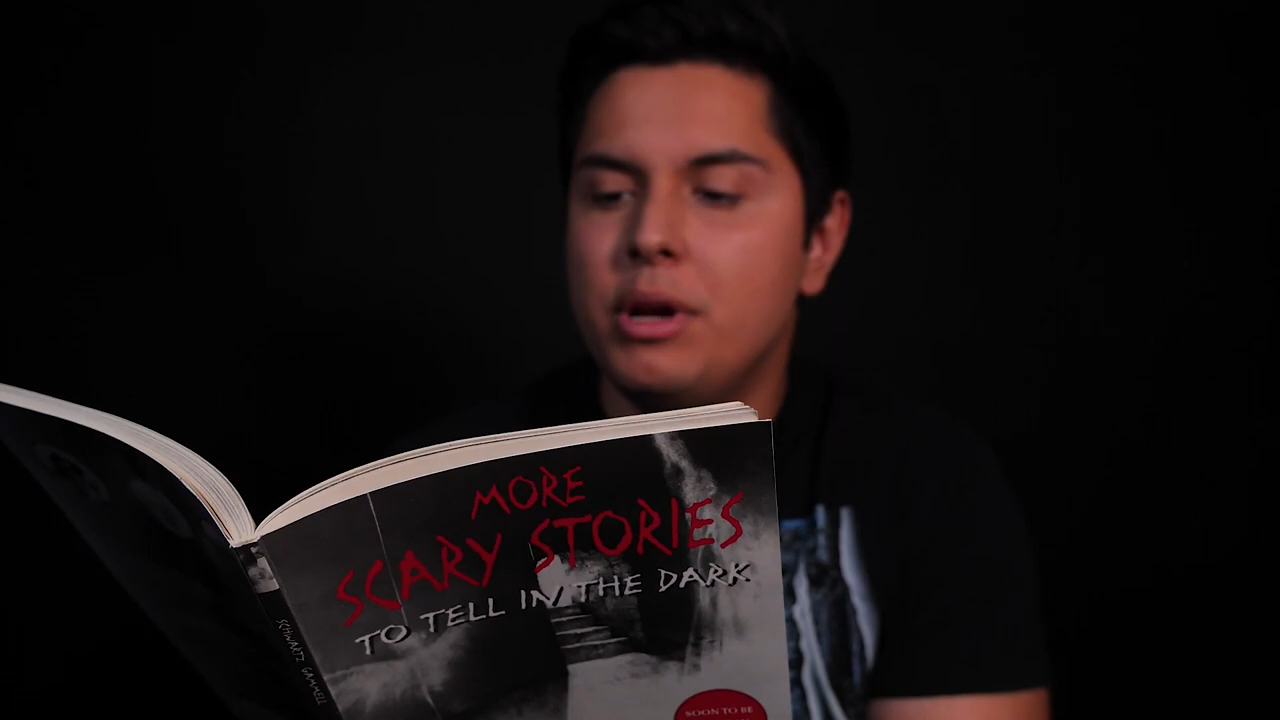 MORE
SCARY STORIES
TO TELL IN THE DARK
SCHWARTZ GAMMELL
SOON TO BE